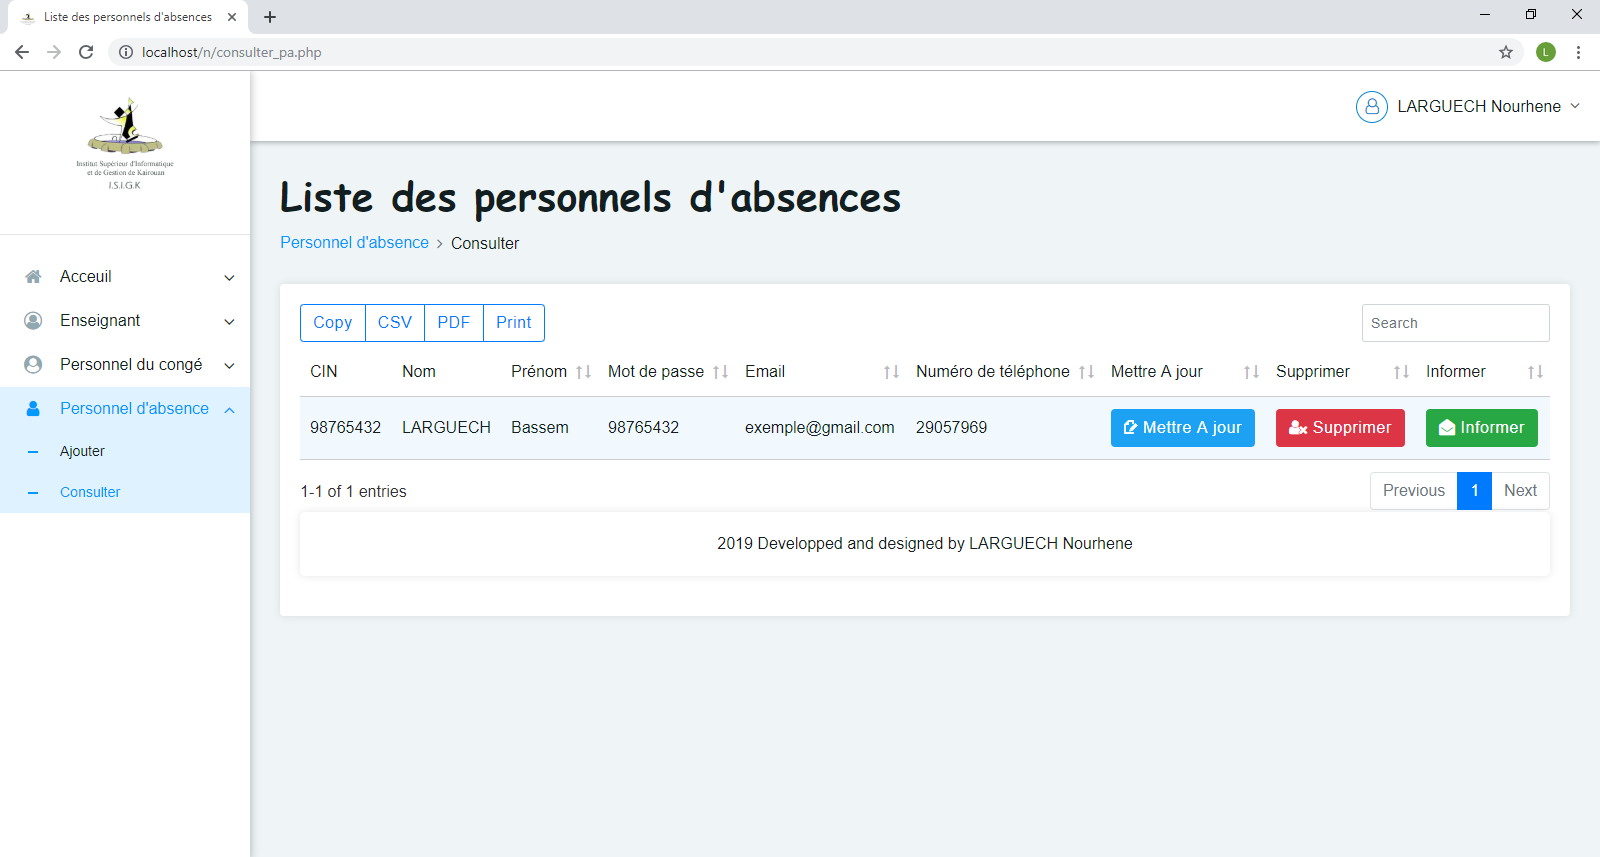 Liste des personnels d'absences
localhost/n/consulter_pa.php
L
Institut Supérieur d'Informatique
et de Gestion de Kairouan
I.S.I.G.K
LARGUECH Nourhene
Acceuil
Enseignant
Personnel du congé
Personnel d'absence
Ajouter
Consulter
Liste des personnels d'absences
Personnel d'absence > Consulter
Copy CSV PDF Print
Search
CIN Nom Prénom Mot de passe Email Numéro de téléphone Mettre A jour Supprimer Informer
98765432 LARGUECH Bassem 98765432 exemple@gmail.com 29057969 Mettre A jour Supprimer Informer
1-1 of 1 entries
Previous 1 Next
2019 Developped and designed by LARGUECH Nourhene